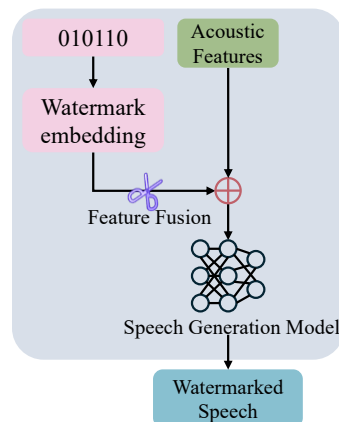 010110
Acoustic
Features
Watermark
embedding
Feature Fusion
Speech Generation Model
Watermarked
Speech